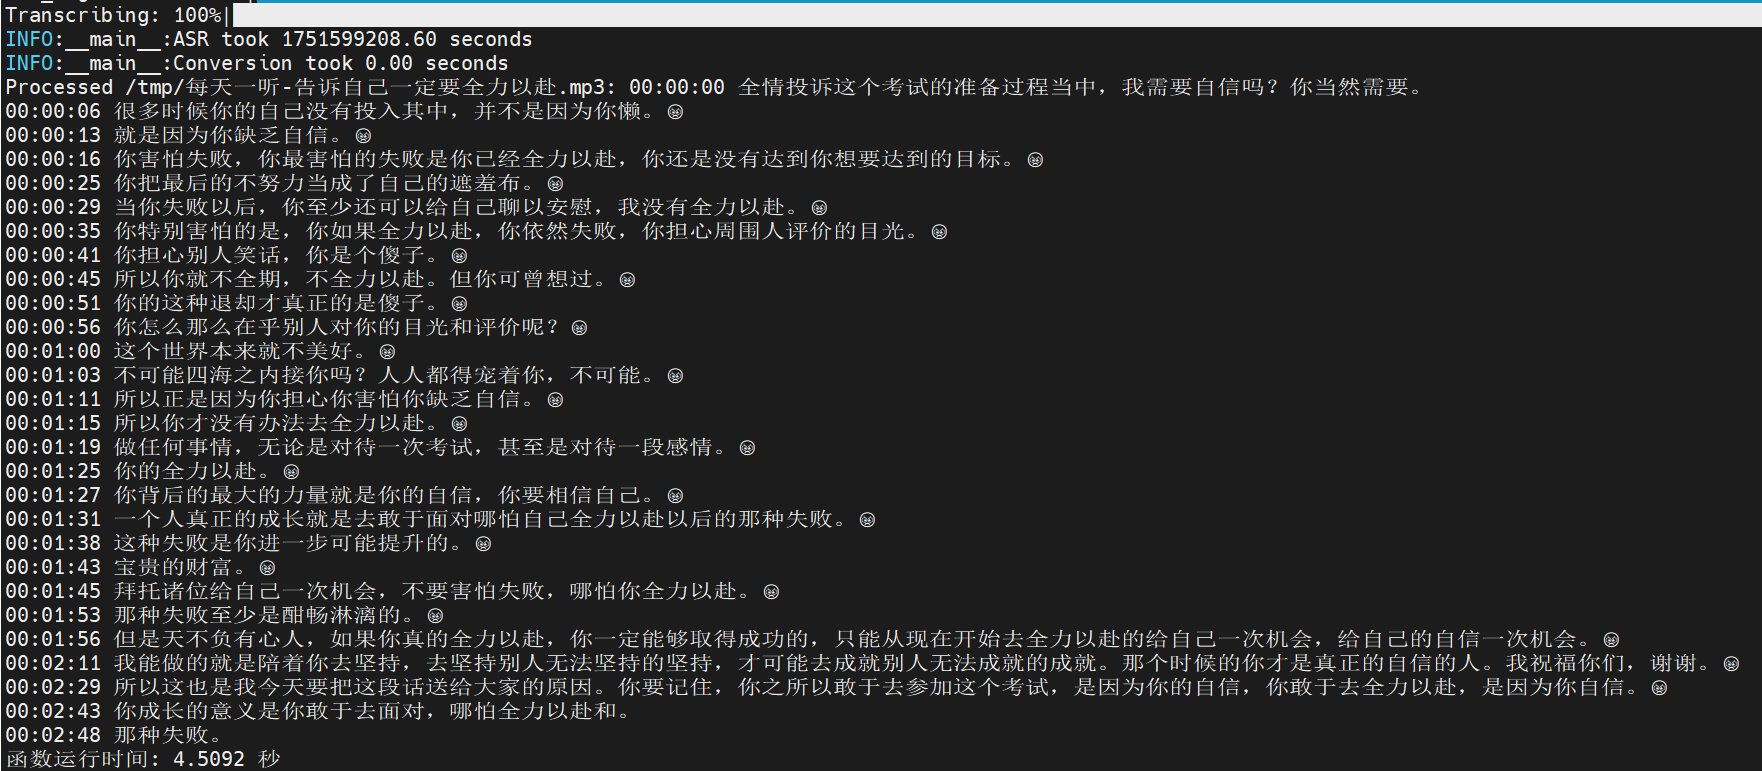 Transcribing: 100%|
INFO:__main__:ASR took 1751599208.60 seconds
INFO:__main__:Conversion took 0.00 seconds
Processed /tmp/每天一听-告诉自己一定要全力以赴.mp3: 00:00:00 全情投诉这个考试的准备过程当中，我需要自信吗？你当然需要。
00:00:06 很多时候你的自己没有投入其中，并不是因为你懒。😡
00:00:13 就是因为你缺乏自信。😡
00:00:16 你害怕失败，你最害怕的失败是你已经全力以赴，你还是没有达到你想要达到的目标。😡
00:00:25 你把最后的不努力当成了自己的遮羞布。😡
00:00:29 当你失败以后，你至少还可以给自己聊以安慰，我没有全力以赴。😡
00:00:35 你特别害怕的是，你如果全力以赴，你依然失败，你担心周围人评价的目光。😡
00:00:41 你担心别人笑话，你是个傻子。😡
00:00:45 所以你就不全期，不全力以赴。但你可曾想过。😡
00:00:51 你的这种退却才真正的是傻子。😡
00:00:56 你怎么那么在乎别人对你的目光和评价呢？😡
00:01:00 这个世界本来就不美好。😡
00:01:03 不可能四海之内接你吗？人人都得宠着你，不可能。😡
00:01:11 所以正是因为你担心你害怕你缺乏自信。😡
00:01:15 所以你才没有办法去全力以赴。😡
00:01:19 做任何事情，无论是对待一次考试，甚至是对待一段感情。😡
00:01:25 你的全力以赴。😡
00:01:27 你背后的最大的力量就是你的自信，你要相信自己。😡
00:01:31 一个人真正的成长就是去敢于面对哪怕自己全力以赴以后的那种失败。😡
00:01:38 这种失败是你进一步可能提升的。😡
00:01:43 宝贵的财富。😡
00:01:45 拜托诸位给自己一次机会，不要害怕失败，哪怕你全力以赴。😡
00:01:53 那种失败至少是酣畅淋漓的。😡
00:01:56 但是天不负有心人，如果你真的全力以赴，你一定能够取得成功的，只能从现在开始去全力以赴的给自己一次机会，给自己的自信一次机会。😡
00:02:11 我能做的就是陪着你去坚持，去坚持别人无法坚持的坚持，才可能去成就别人无法成就的成就。那个时候的你才是真正的自信的人。我祝福你们，谢谢。😡
00:02:29 所以这也是我今天要把这段话送给大家的原因。你要记住，你之所以敢于去参加这个考试，是因为你的自信，你敢于去全力以赴，是因为你自信。😡
00:02:43 你成长的意义是你敢于去面对，哪怕全力以赴和。
00:02:48 那种失败。
函数运行时间: 4.5092 秒